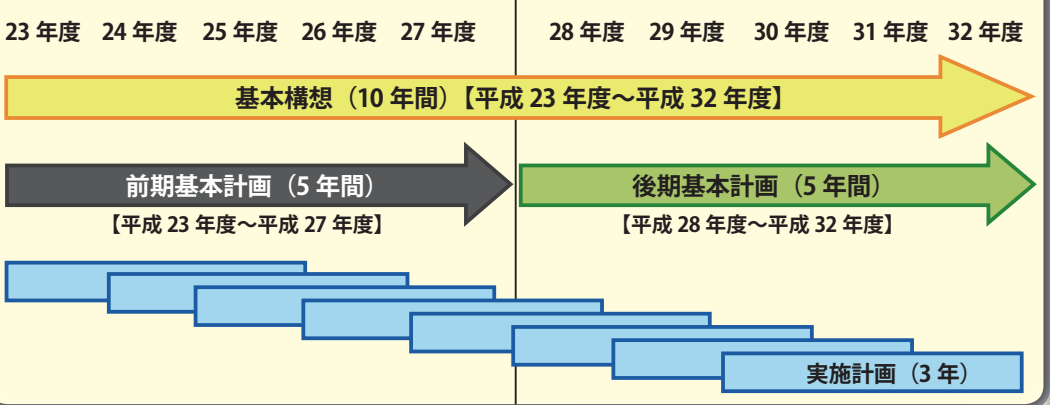 23 年度 24 年度 25 年度 26 年度 27 年度 28 年度 29 年度 30 年度 31 年度 32 年度
基本構想（10 年間）【平成 23 年度～平成 32 年度】
前期基本計画（5 年間） 後期基本計画（5 年間）
【平成 23 年度～平成 27 年度】 【平成 28 年度～平成 32 年度】
実施計画（3 年）